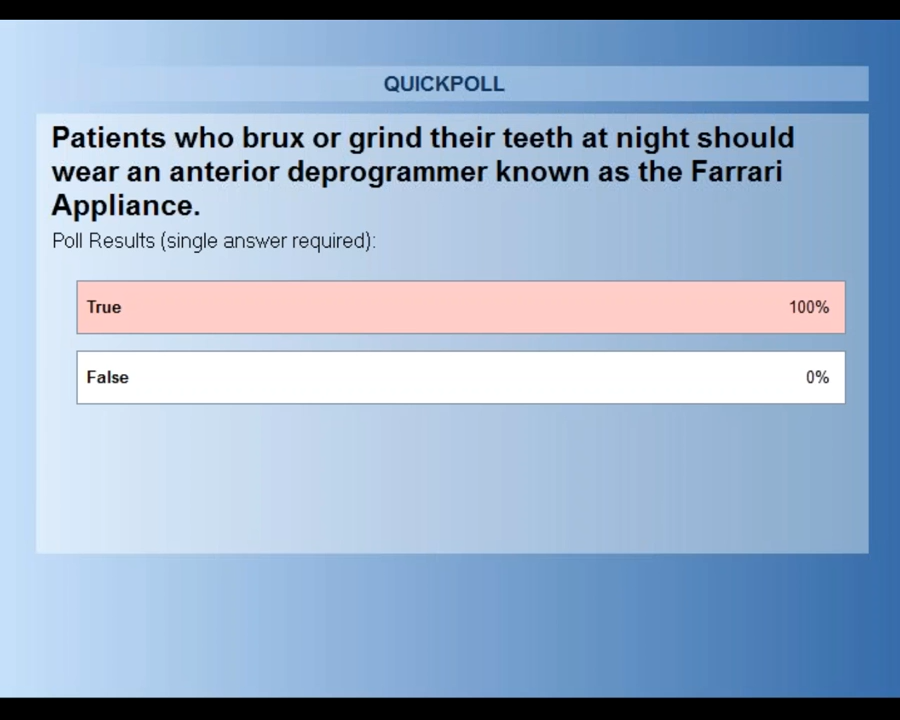 QUICKPOLL
Patients who brux or grind their teeth at night should
wear an anterior deprogrammer known as the Farrari
Appliance.
Poll Results (single answer required):
True 100%
False 0%